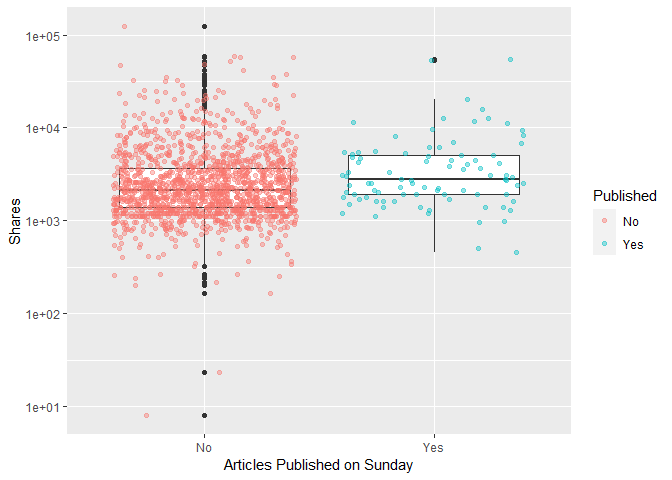 1e+05
1e+04
1e+03
1e+02
1e+01
Shares
No
Yes
Articles Published on Sunday
Published
No
Yes